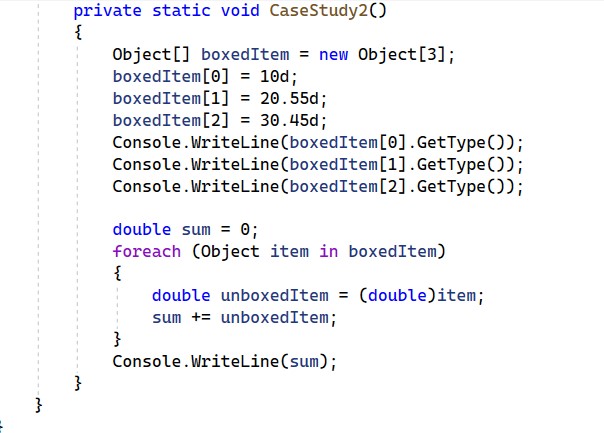 private static void CaseStudy2()
{
Object[] boxedItem = new Object[3];
boxedItem[0] = 10d;
boxedItem[1] = 20.55d;
boxedItem[2] = 30.45d;
Console.WriteLine(boxedItem[0].GetType());
Console.WriteLine(boxedItem[1].GetType());
Console.WriteLine(boxedItem[2].GetType());
double sum = 0;
foreach (Object item in boxedItem)
{
double unboxedItem = (double)item;
sum += unboxedItem;
}
Console.WriteLine(sum);
}
}
}